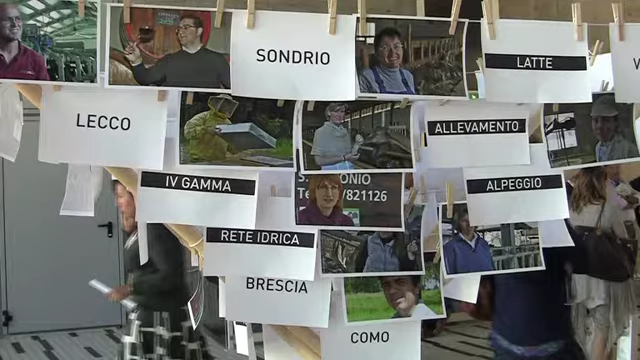 SONDRIO
LATTE
LECCO
ALLEVAMENTO
IV GAMMA
ALPEGGIO
RETE IDRICA
BRESCIA
COMO